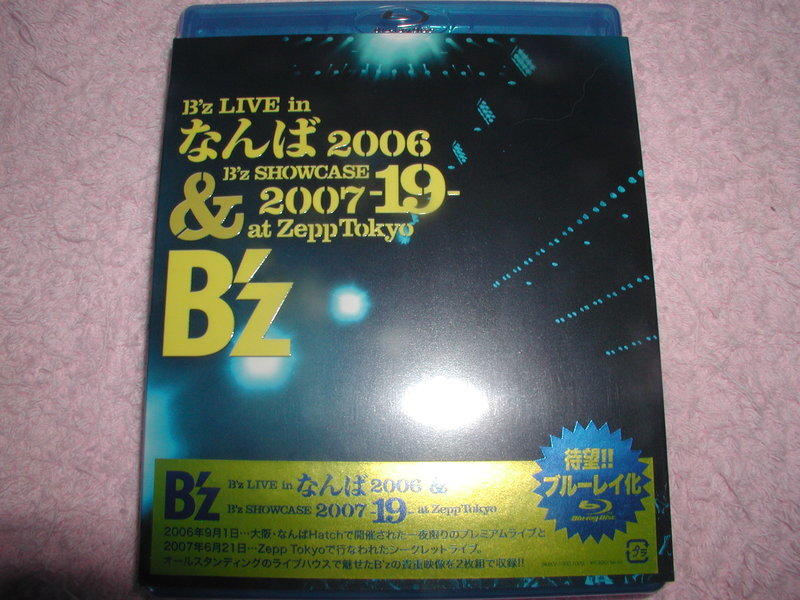 B'z LIVE in
なんば 2006
B'z SHOWCASE
& 2007 -19-
at Zepp Tokyo
B'z
B'z
B'z LIVE in なんば 2006 &
B'z SHOWCASE 2007 -19- at Zepp Tokyo
2006年9月1日…大阪・なんばHatchで開催された一夜限りのプレミアムライブと
2007年6月21日…Zepp Tokyoで行なわれたシークレットライブ。
オールスタンディングのライブハウスで魅せたB'zの貴重映像を2枚組で収録!!
待望!!
ブルーレイ化
Blu-ray Disc